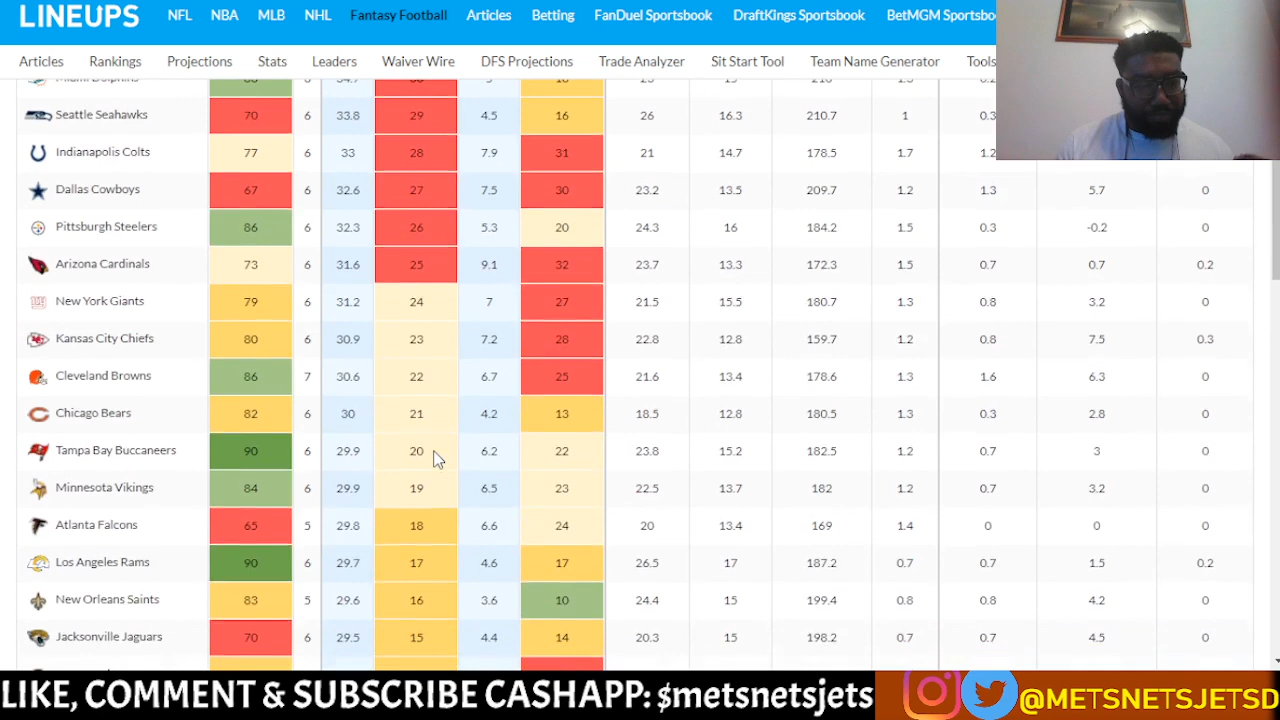 LINEUPS NFL NBA MLB NHL Fantasy Football Articles Betting FanDuel Sportsbook DraftKings Sportsbook BetMGM
Articles Rankings Projections Stats Leaders Waiver Wire DFS Projections Trade Analyzer Sit Start Tool Team Name Generator Tools
Miami Dolphins
Seattle Seahawks 70 6 33.8 29 4.5 16 26 16.3 210.7 1 0.3
Indianapolis Colts 77 6 33 28 7.9 31 21 14.7 178.5 1.7 1.2
Dallas Cowboys 67 6 32.6 27 7.5 30 23.2 13.5 209.7 1.2 1.3 5.7 0
Pittsburgh Steelers 86 6 32.3 26 5.3 20 24.3 16 184.2 1.5 0.3 -0.2 0
Arizona Cardinals 73 6 31.6 25 9.1 32 23.7 13.3 172.3 1.5 0.7 0.7 0.2
New York Giants 79 6 31.2 24 7 27 21.5 15.5 180.7 1.3 0.8 3.2 0
Kansas City Chiefs 80 6 30.9 23 7.2 28 22.8 12.8 159.7 1.2 0.8 7.5 0.3
Cleveland Browns 86 7 30.6 22 6.7 25 21.6 13.4 178.6 1.3 1.6 6.3 0
Chicago Bears 82 6 30 21 4.2 13 18.5 12.8 180.5 1.3 0.3 2.8 0
Tampa Bay Buccaneers 90 6 29.9 20 6.2 22 23.8 15.2 182.5 1.2 0.7 3 0
Minnesota Vikings 84 6 29.9 19 6.5 23 22.5 13.7 182 1.2 0.7 3.2 0
Atlanta Falcons 65 5 29.8 18 6.6 24 20 13.4 169 1.4 0 0 0
Los Angeles Rams 90 6 29.7 17 4.6 17 26.5 17 187.2 0.7 0.7 1.5 0.2
New Orleans Saints 83 5 29.6 16 3.6 10 24.4 15 199.4 0.8 0.8 4.2 0
Jacksonville Jaguars 70 6 29.5 15 4.4 14 20.3 15 198.2 0.7 0.7 4.5 0
LIKE, COMMENT & SUBSCRIBE CASHAPP: $metsnetsjets @METSNETSJETSD